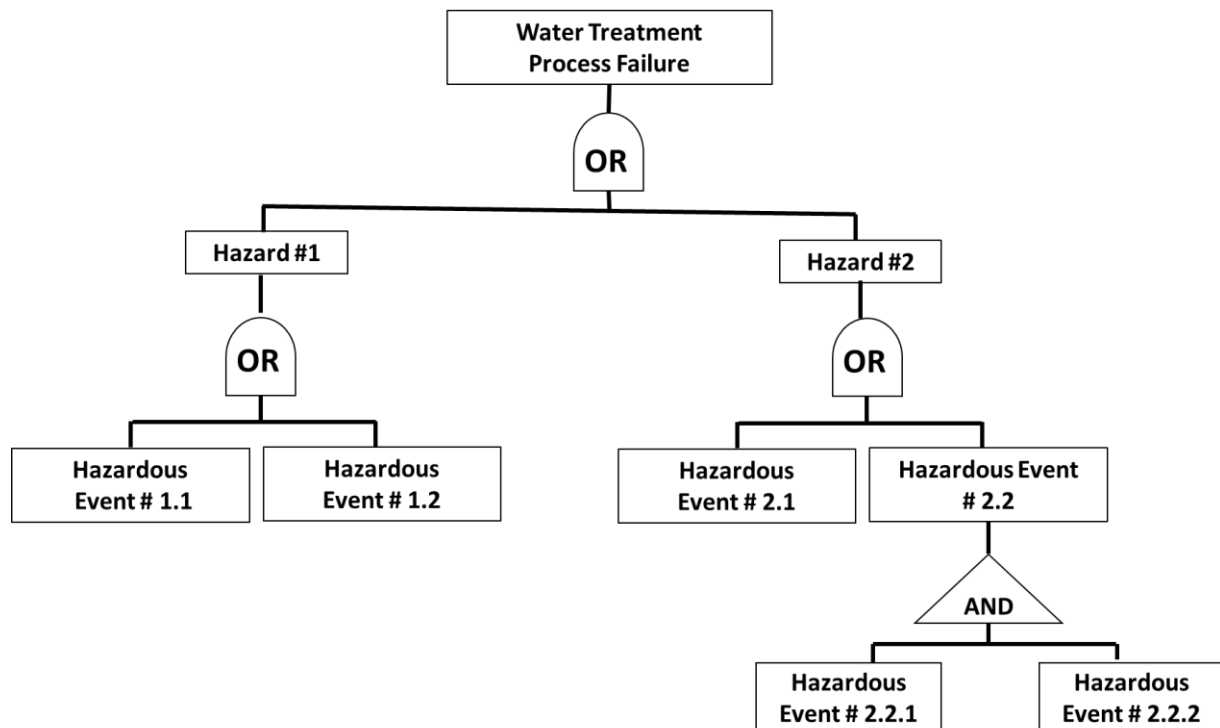 Water Treatment
Process Failure
OR
Hazard #1
Hazard #2
OR
OR
Hazardous
Event # 1.1
Hazardous
Event # 1.2
Hazardous
Event # 2.1
Hazardous Event
# 2.2
AND
Hazardous
Event # 2.2.1
Hazardous
Event # 2.2.2